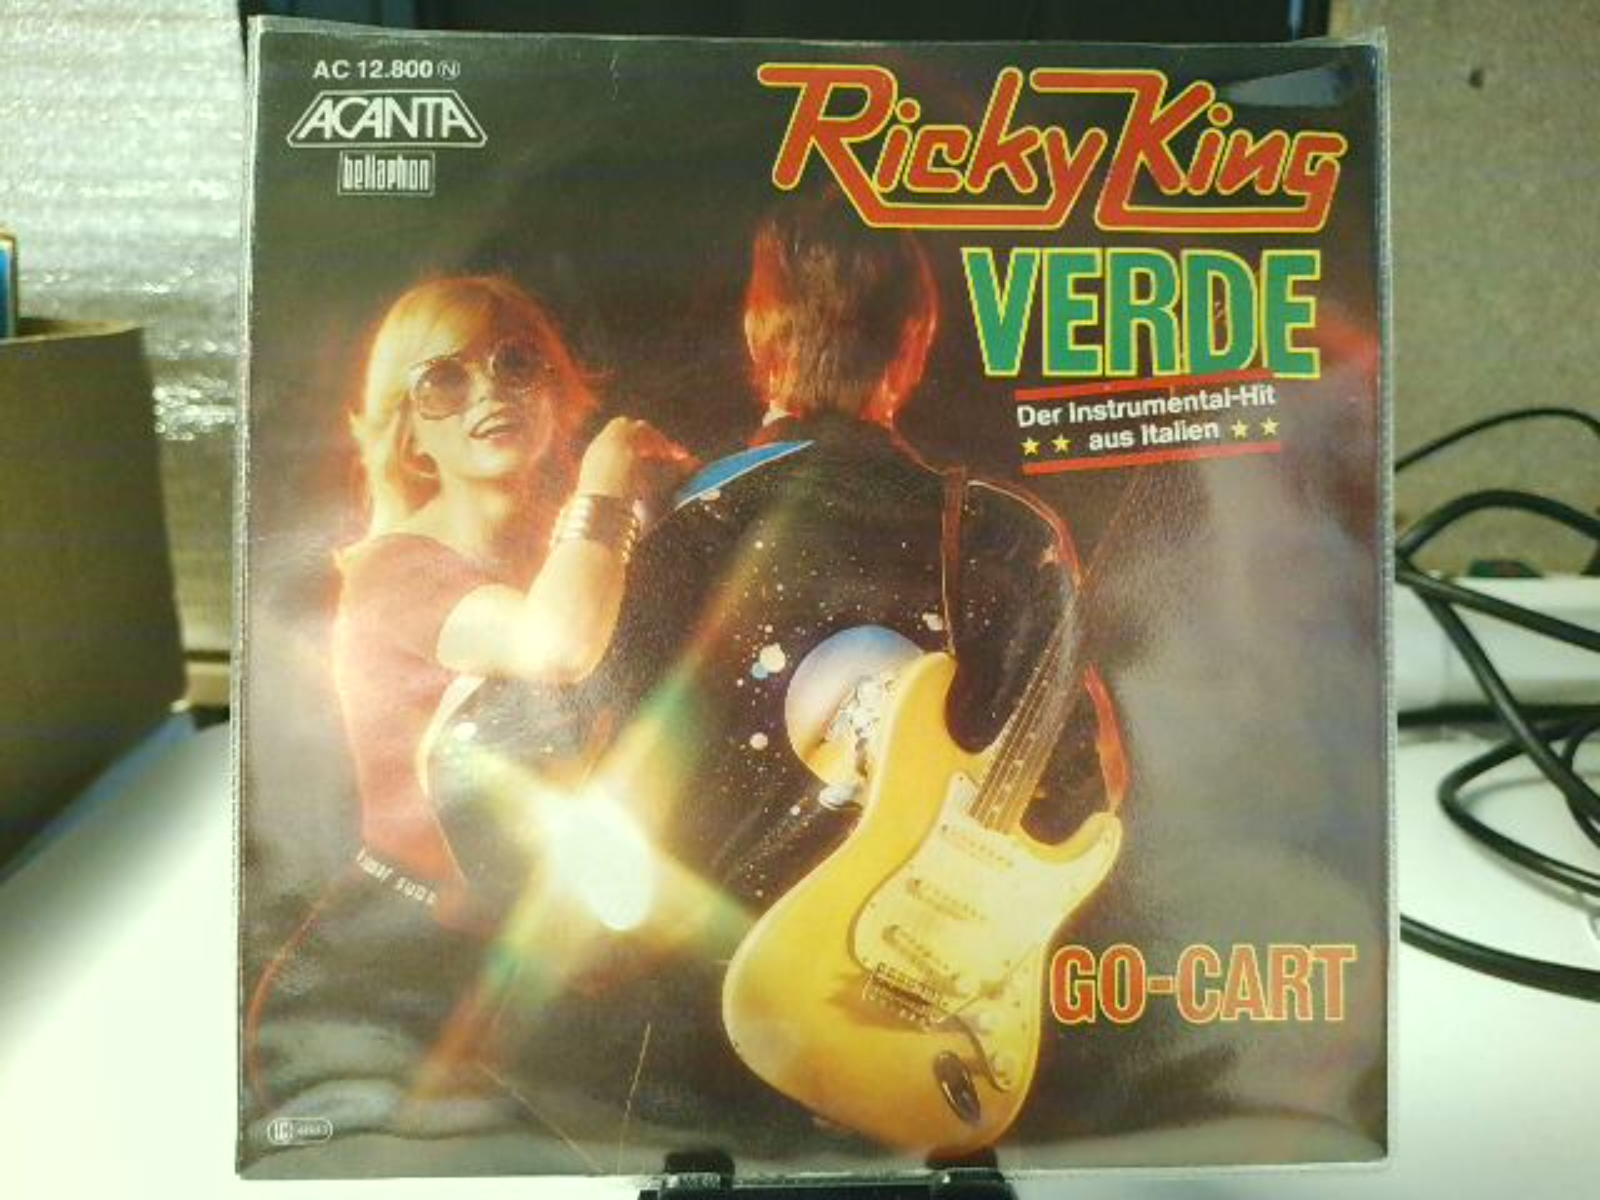 AC 12.800 N
ACANTA
bellaphon
Ricky King
VERDE
Der Instrumental-Hit
aus Italien
GO-CART